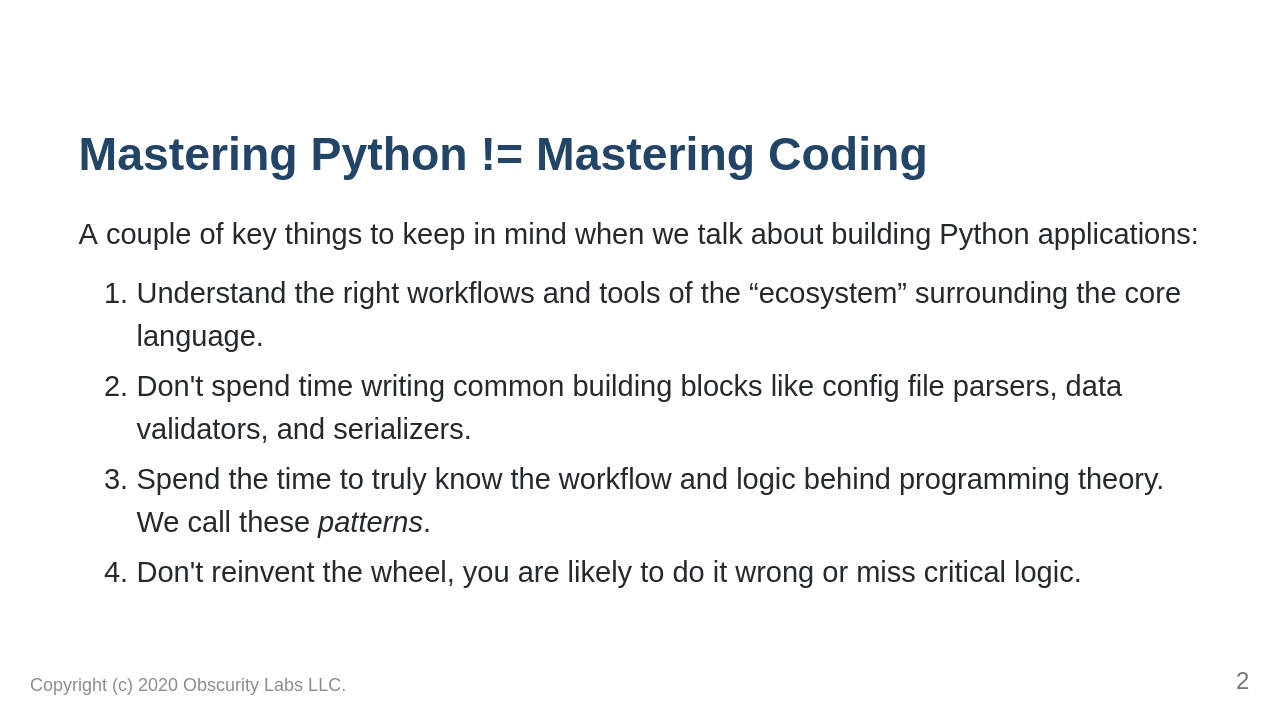 Mastering Python != Mastering Coding
A couple of key things to keep in mind when we talk about building Python applications:
1. Understand the right workflows and tools of the “ecosystem” surrounding the core
language.
2. Don't spend time writing common building blocks like config file parsers, data
validators, and serializers.
3. Spend the time to truly know the workflow and logic behind programming theory.
We call these patterns.
4. Don't reinvent the wheel, you are likely to do it wrong or miss critical logic.
Copyright (c) 2020 Obscurity Labs LLC.
2